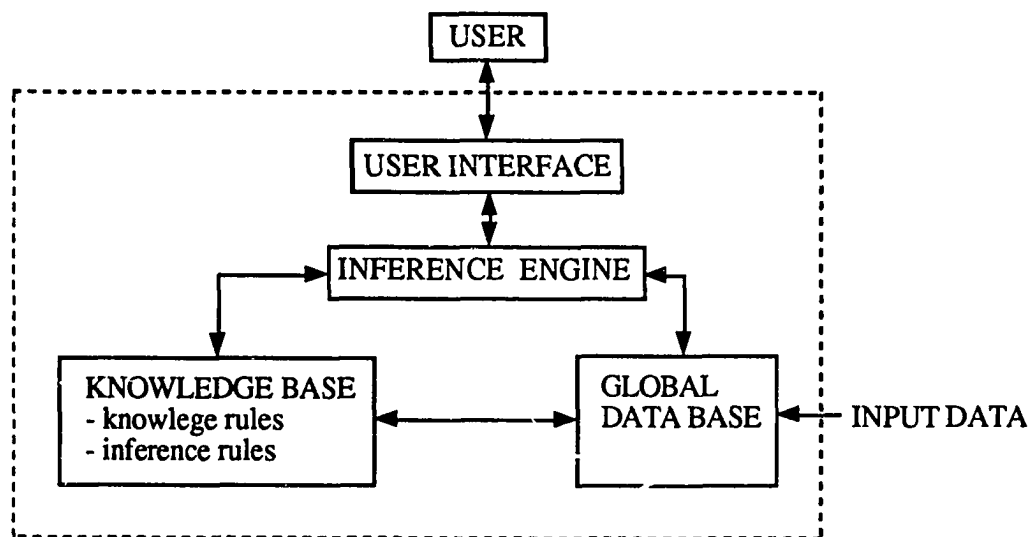 USER
USER INTERFACE
INFERENCE ENGINE
KNOWLEDGE BASE
- knowlege rules
- inference rules
GLOBAL
DATA BASE
INPUT DATA